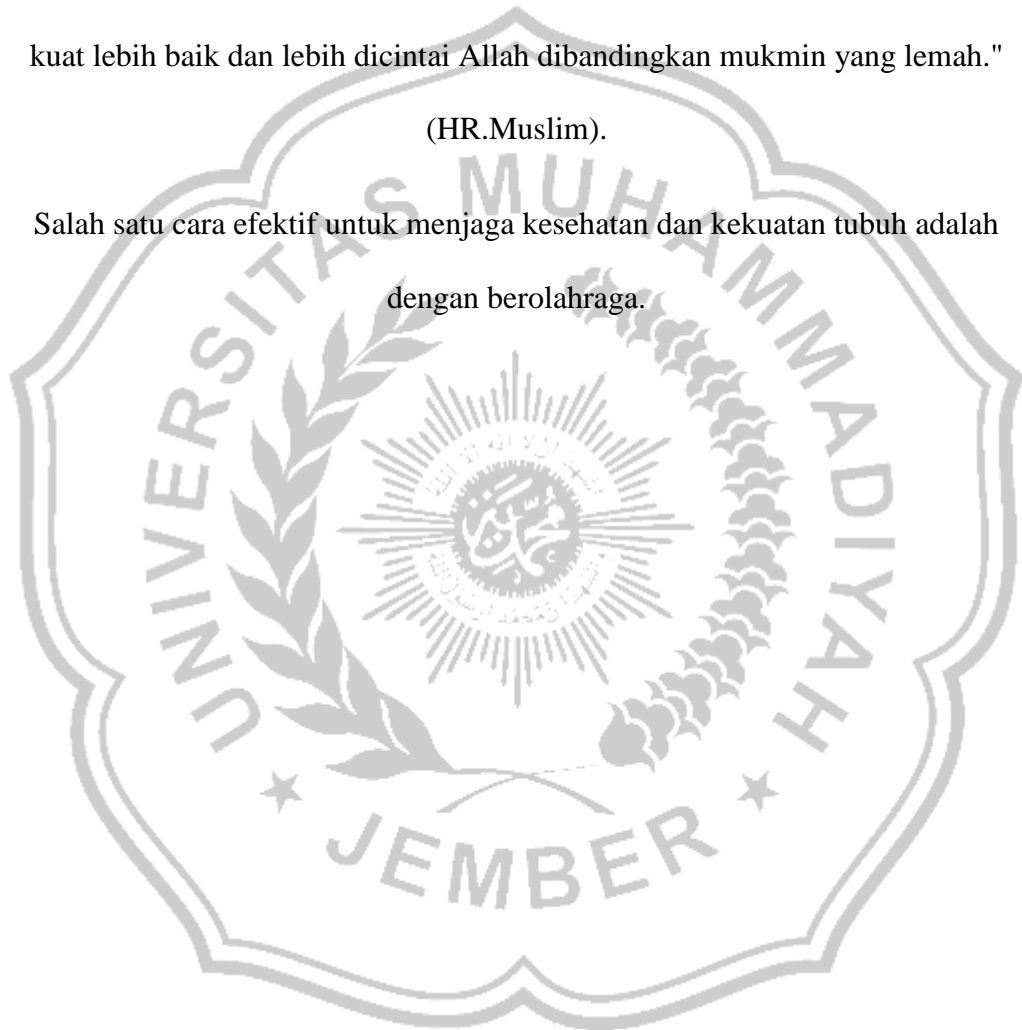 kuat lebih baik dan lebih dicintai Allah dibandingkan mukmin yang lemah."
(HR.Muslim).
Salah satu cara efektif untuk menjaga kesehatan dan kekuatan tubuh adalah
dengan berolahraga.
UNIVERSITAS MUHAMMADIYAH
JEMBER